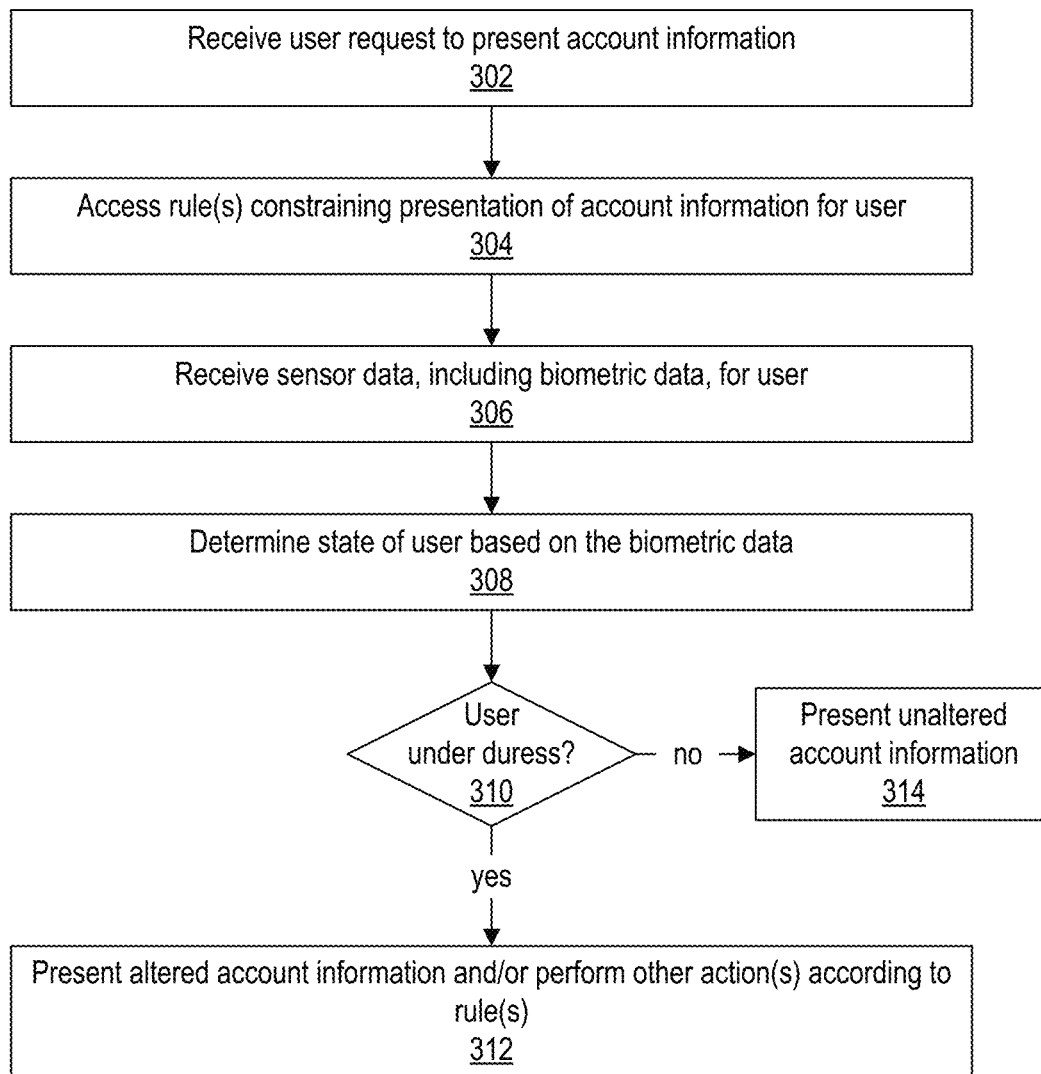 Receive user request to present account information
302
Access rule(s) constraining presentation of account information for user
304
Receive sensor data, including biometric data, for user
306
Determine state of user based on the biometric data
308
User
under duress?
310
no
Present unaltered
account information
314
yes
Present altered account information and/or perform other action(s) according to
rule(s)
312